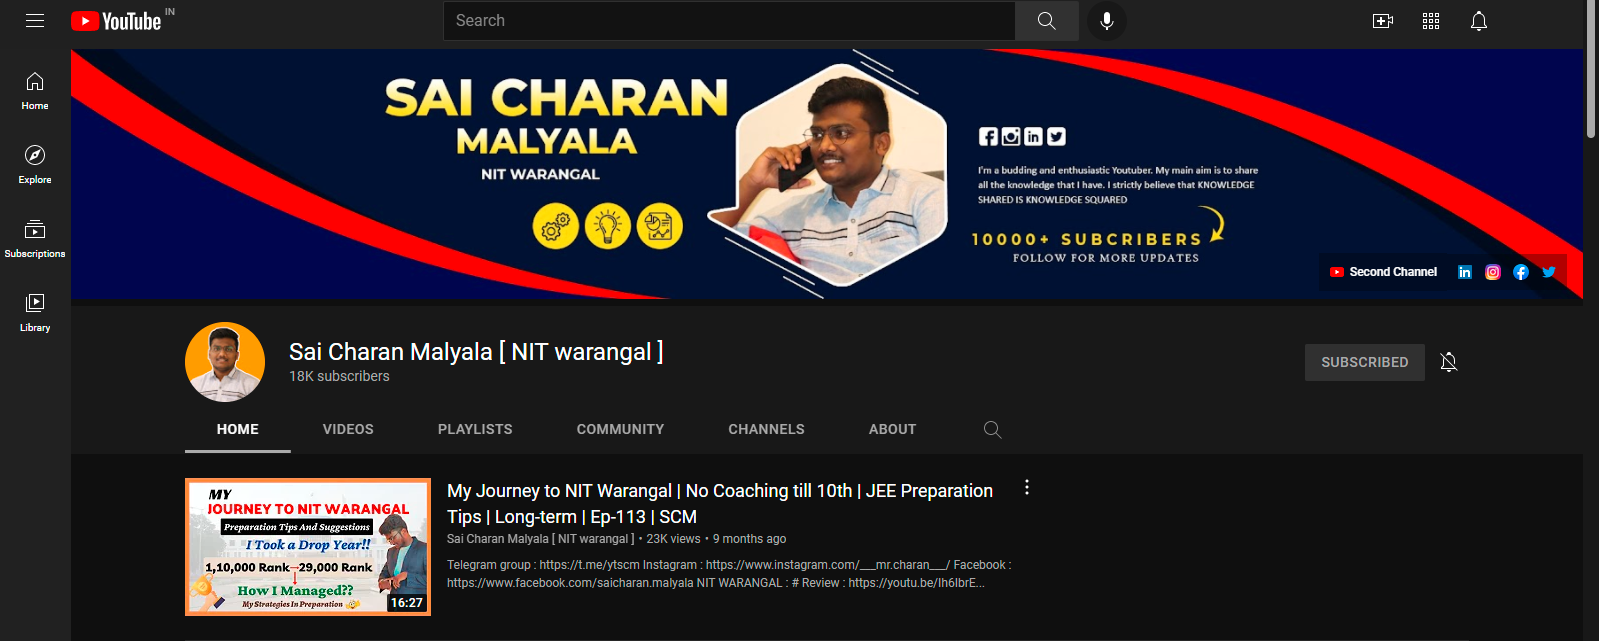 YouTube IN
Search
Home
Explore
Subscriptions
Library
SAI CHARAN
MALYALA
NIT WARANGAL
I'm a budding and enthusiastic Youtuber. My main aim is to share
all the knowledge that I have. I strictly believe that KNOWLEDGE
SHARED IS KNOWLEDGE SQUARED
10000+ SUBCRIBERS
FOLLOW FOR MORE UPDATES
Second Channel
Sai Charan Malyala [ NIT warangal ]
18K subscribers
SUBSCRIBED
HOME VIDEOS PLAYLISTS COMMUNITY CHANNELS ABOUT
MY
JOURNEY TO NIT WARANGAL
Preparation Tips And Suggestions
I Took a Drop Year!!
1,10,000 Rank 29,000 Rank
How I Managed??
My Strategies In Preparation
16:27
My Journey to NIT Warangal | No Coaching till 10th | JEE Preparation
Tips | Long-term | Ep-113 | SCM
Sai Charan Malyala [ NIT warangal ] • 23K views • 9 months ago
Telegram group : https://t.me/ytscm Instagram : https://www.instagram.com/___mr.charan___/ Facebook :
https://www.facebook.com/saicharan.malyala NIT WARANGAL : # Review : https://youtu.be/Ih6IbrE...